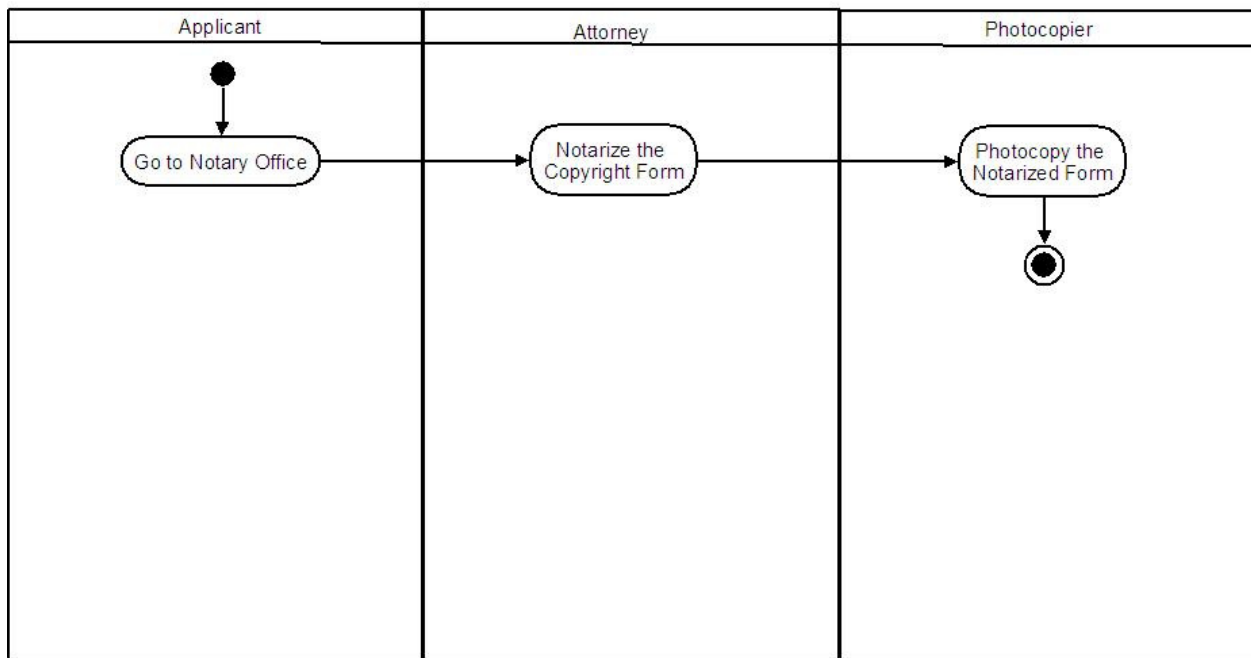 Applicant
Attorney
Photocopier
Go to Notary Office
Notarize the
Copyright Form
Photocopy the
Notarized Form